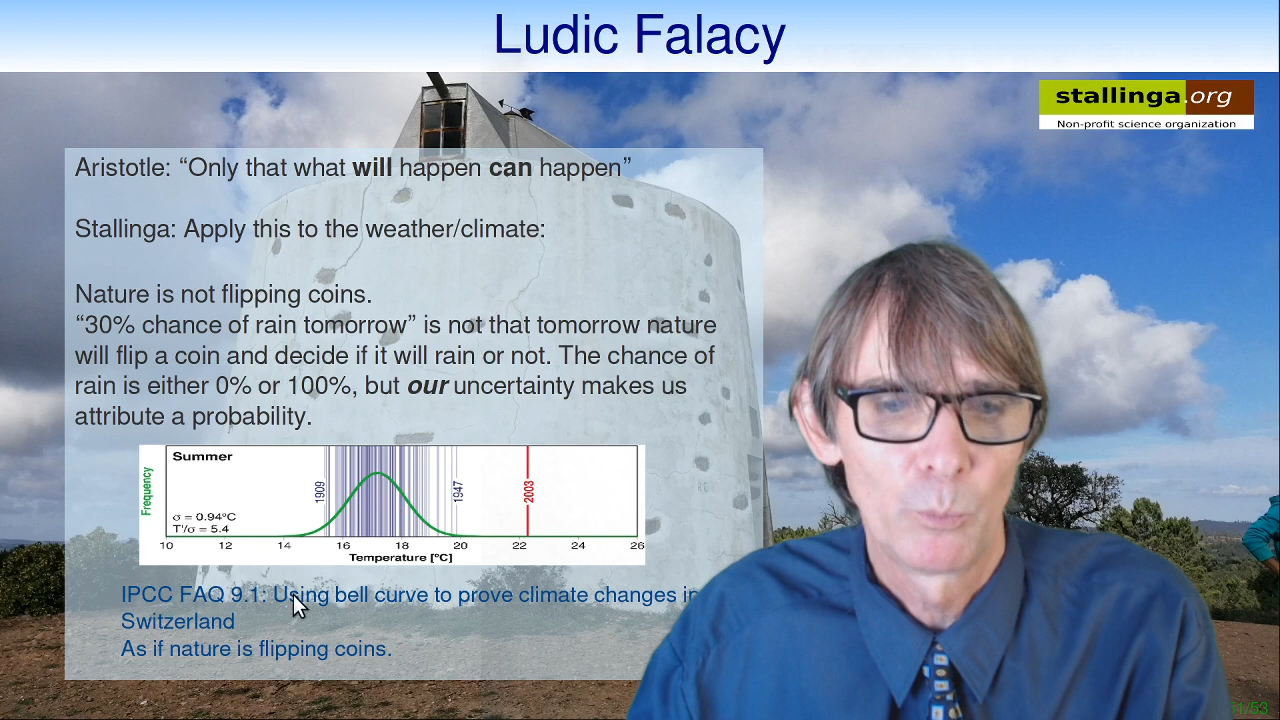 Ludic Falacy
stallinga.org
Non-profit science organization
Aristotle: “Only that what will happen can happen”
Stallinga: Apply this to the weather/climate:
Nature is not flipping coins.
“30% chance of rain tomorrow” is not that tomorrow nature
will flip a coin and decide if it will rain or not. The chance of
rain is either 0% or 100%, but our uncertainty makes us
attribute a probability.
Summer
Frequency
1909
1947
2003
σ = 0.94°C
T'/σ = 5.4
10 12 14 16 18 20 22 24 26
Temperature [°C]
IPCC FAQ 9.1: Using bell curve to prove climate changes in
Switzerland
As if nature is flipping coins.
/53